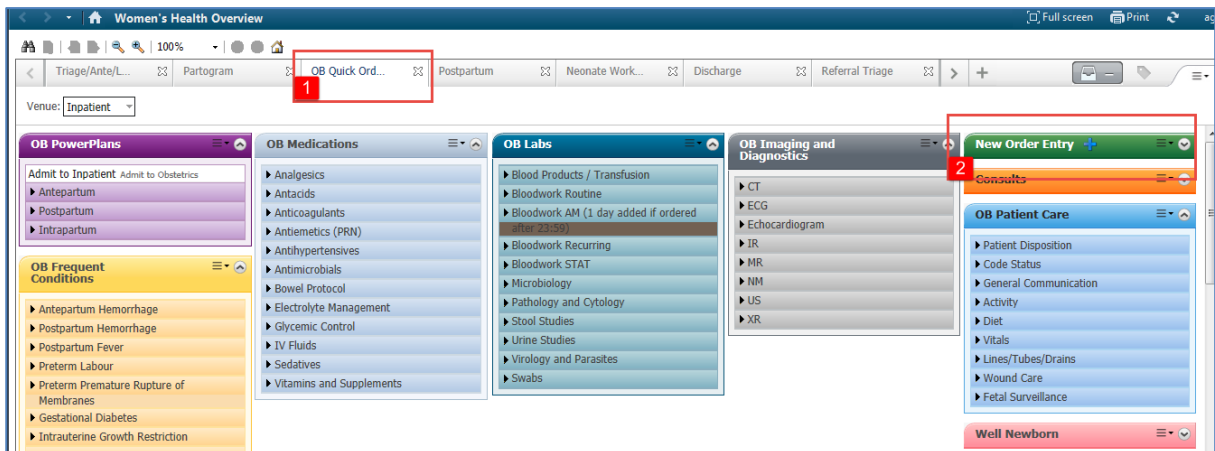 Women's Health Overview
Full screen
Print
ag
100%
Triage/Ante/L...
Partogram
OB Quick Ord...
Postpartum
Neonate Work...
Discharge
Referral Triage
1
Venue: Inpatient
OB PowerPlans
Admit to Inpatient Admit to Obstetrics
Antepartum
Postpartum
Intrapartum
OB Frequent
Conditions
Antepartum Hemorrhage
Postpartum Hemorrhage
Postpartum Fever
Preterm Labour
Preterm Premature Rupture of
Membranes
Gestational Diabetes
Intrauterine Growth Restriction
OB Medications
Analgesics
Antacids
Anticoagulants
Antiemetics (PRN)
Antihypertensives
Antimicrobials
Bowel Protocol
Electrolyte Management
Glycemic Control
IV Fluids
Sedatives
Vitamins and Supplements
OB Labs
Blood Products / Transfusion
Bloodwork Routine
Bloodwork AM (1 day added if ordered
after 23:59)
Bloodwork Recurring
Bloodwork STAT
Microbiology
Pathology and Cytology
Stool Studies
Urine Studies
Virology and Parasites
Swabs
OB Imaging and
Diagnostics
CT
ECG
Echocardiogram
IR
MR
NM
US
XR
New Order Entry
2
Consults
OB Patient Care
Patient Disposition
Code Status
General Communication
Activity
Diet
Vitals
Lines/Tubes/Drains
Wound Care
Fetal Surveillance
Well Newborn